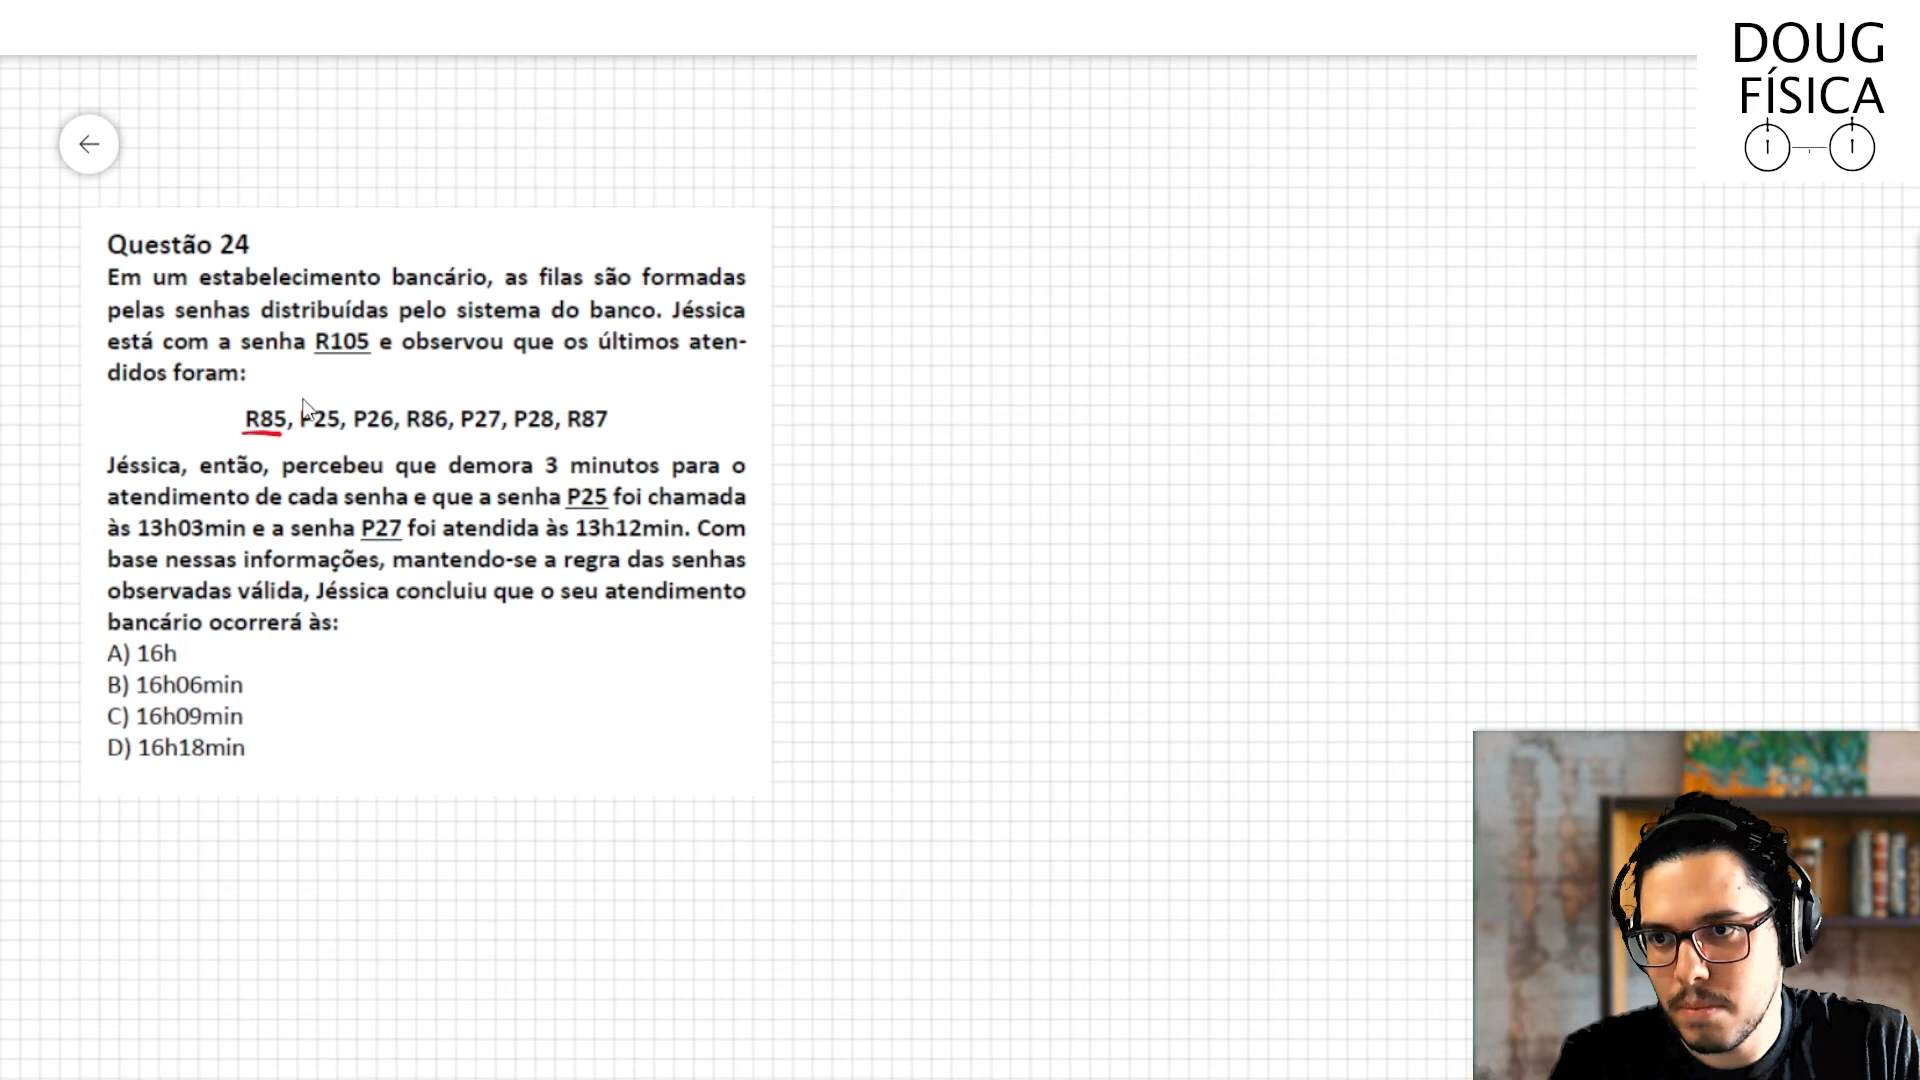 DOUG
FÍSICA
Questão 24
Em um estabelecimento bancário, as filas são formadas
pelas senhas distribuídas pelo sistema do banco. Jéssica
está com a senha R105 e observou que os últimos aten-
didos foram:
R85, P25, P26, R86, P27, P28, R87
Jéssica, então, percebeu que demora 3 minutos para o
atendimento de cada senha e que a senha P25 foi chamada
às 13h03min e a senha P27 foi atendida às 13h12min. Com
base nessas informações, mantendo-se a regra das senhas
observadas válida, Jéssica concluiu que o seu atendimento
bancário ocorrerá às:
A) 16h
B) 16h06min
C) 16h09min
D) 16h18min